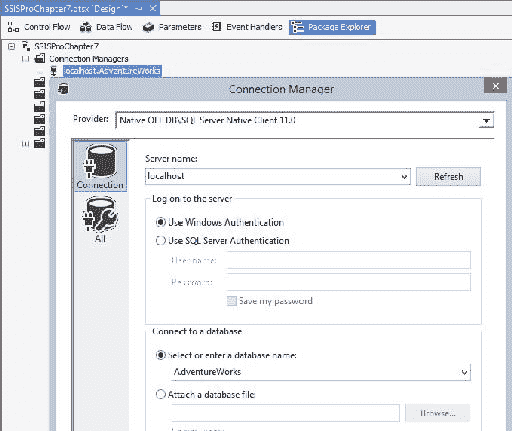 SSISProChapter7.dtsx [Design]*
Control Flow Data Flow Parameters Event Handlers Package Explorer
SSISProChapter7
Connection Managers
localhost.AdventureWorks
Connection Manager
Provider: Native OLE DB\SQL Server Native Client 11.0
Connection
All
Server name:
localhost
Refresh
Log on to the server
Use Windows Authentication
Use SQL Server Authentication
User name:
Password:
Save my password
Connect to a database
Select or enter a database name:
AdventureWorks
Attach a database file:
Browse...